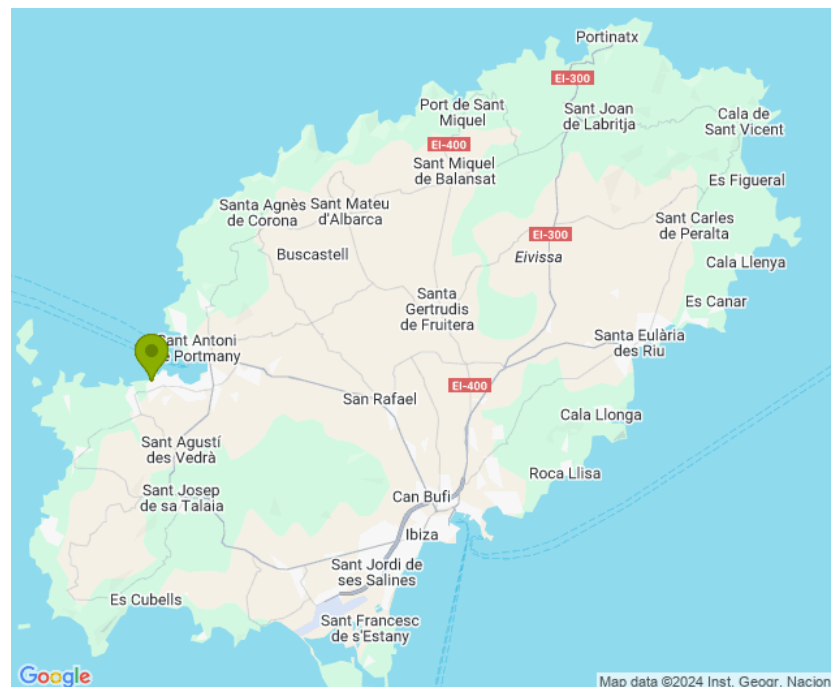 Portinatx
EI-300
Port de Sant
Miquel
Sant Joan
de Labritja
Cala de
Sant Vicent
EI-400
Sant Miquel
de Balansat
Es Figueral
Santa Agnès
de Corona
Sant Mateu
d'Albarca
Sant Carles
de Peralta
EI-300
Buscastell
Eivissa
Cala Llenya
Santa
Gertrudis
de Fruitera
Es Canar
Sant Antoni
de Portmany
Santa Eulària
des Riu
EI-400
San Rafael
Cala Llonga
Sant Agustí
des Vedrà
Roca Llisa
Sant Josep
de sa Talaia
Can Bufi
Ibiza
Sant Jordi de
ses Salines
Es Cubells
Sant Francesc
de s'Estany
Google
Map data ©2024 Inst. Geogr. Nacion